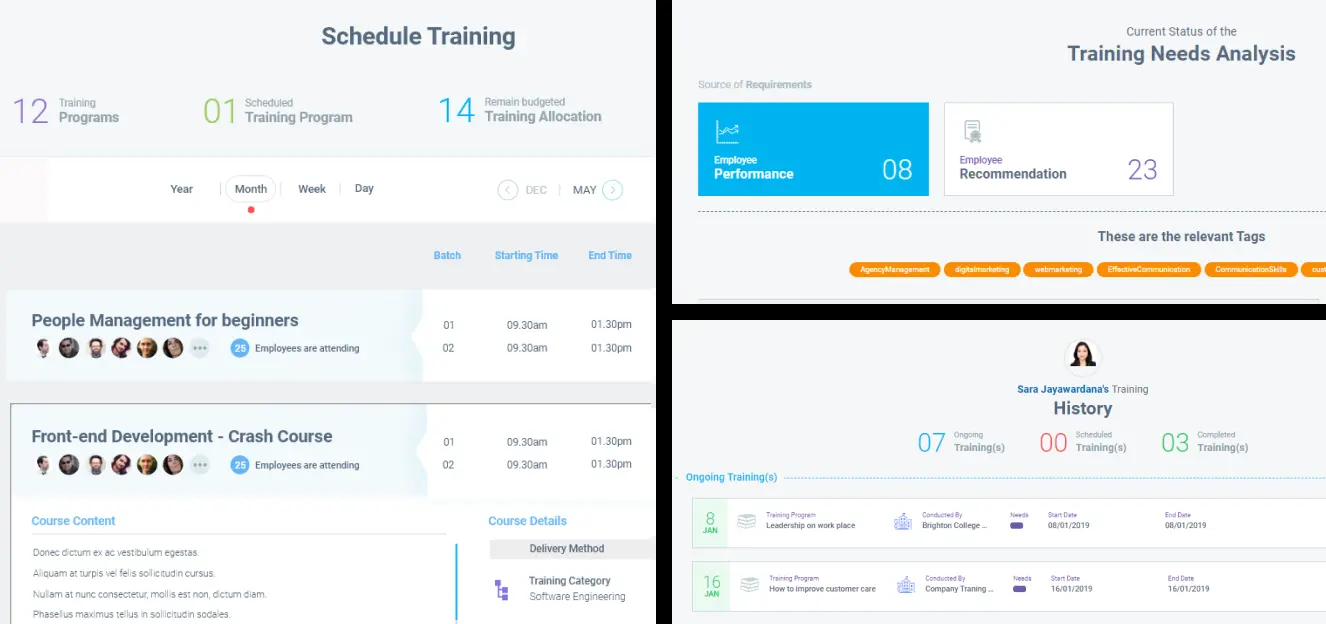 Schedule Training
12 Training Programs
01 Scheduled Training Program
14 Remain budgeted Training Allocation
Year Month Week Day DEC MAY
Batch Starting Time End Time
People Management for beginners
25 Employees are attending
01 09.30am 01.30pm
02 09.30am 01.30pm
Front-end Development - Crash Course
25 Employees are attending
01 09.30am 01.30pm
02 09.30am 01.30pm
Course Content
Donec dictum ex ac vestibulum egestas.
Aliquam at turpis vel felis sollicitudin cursus.
Nullam at nunc consectetur, mollis est non, dictum diam.
Phasellus maximus tellus in sollicitudin sodales.
Course Details
Delivery Method
Training Category
Software Engineering
Current Status of the
Training Needs Analysis
Source of Requirements
Employee
Performance 08
Employee
Recommendation 23
These are the relevant Tags
AgencyManagement digitalmarketing webmarketing EffectiveCommunication CommunicationSkills
Sara Jayawardana's Training
History
07 Ongoing Training(s)
00 Scheduled Training(s)
03 Completed Training(s)
Ongoing Training(s)
8 JAN
Training Program Conducted By Needs Start Date End Date
Leadership on work place Brighton College ... 08/01/2019 08/01/2019
16 JAN
Training Program Conducted By Needs Start Date End Date
How to improve customer care Company Traning ... 16/01/2019 16/01/2019